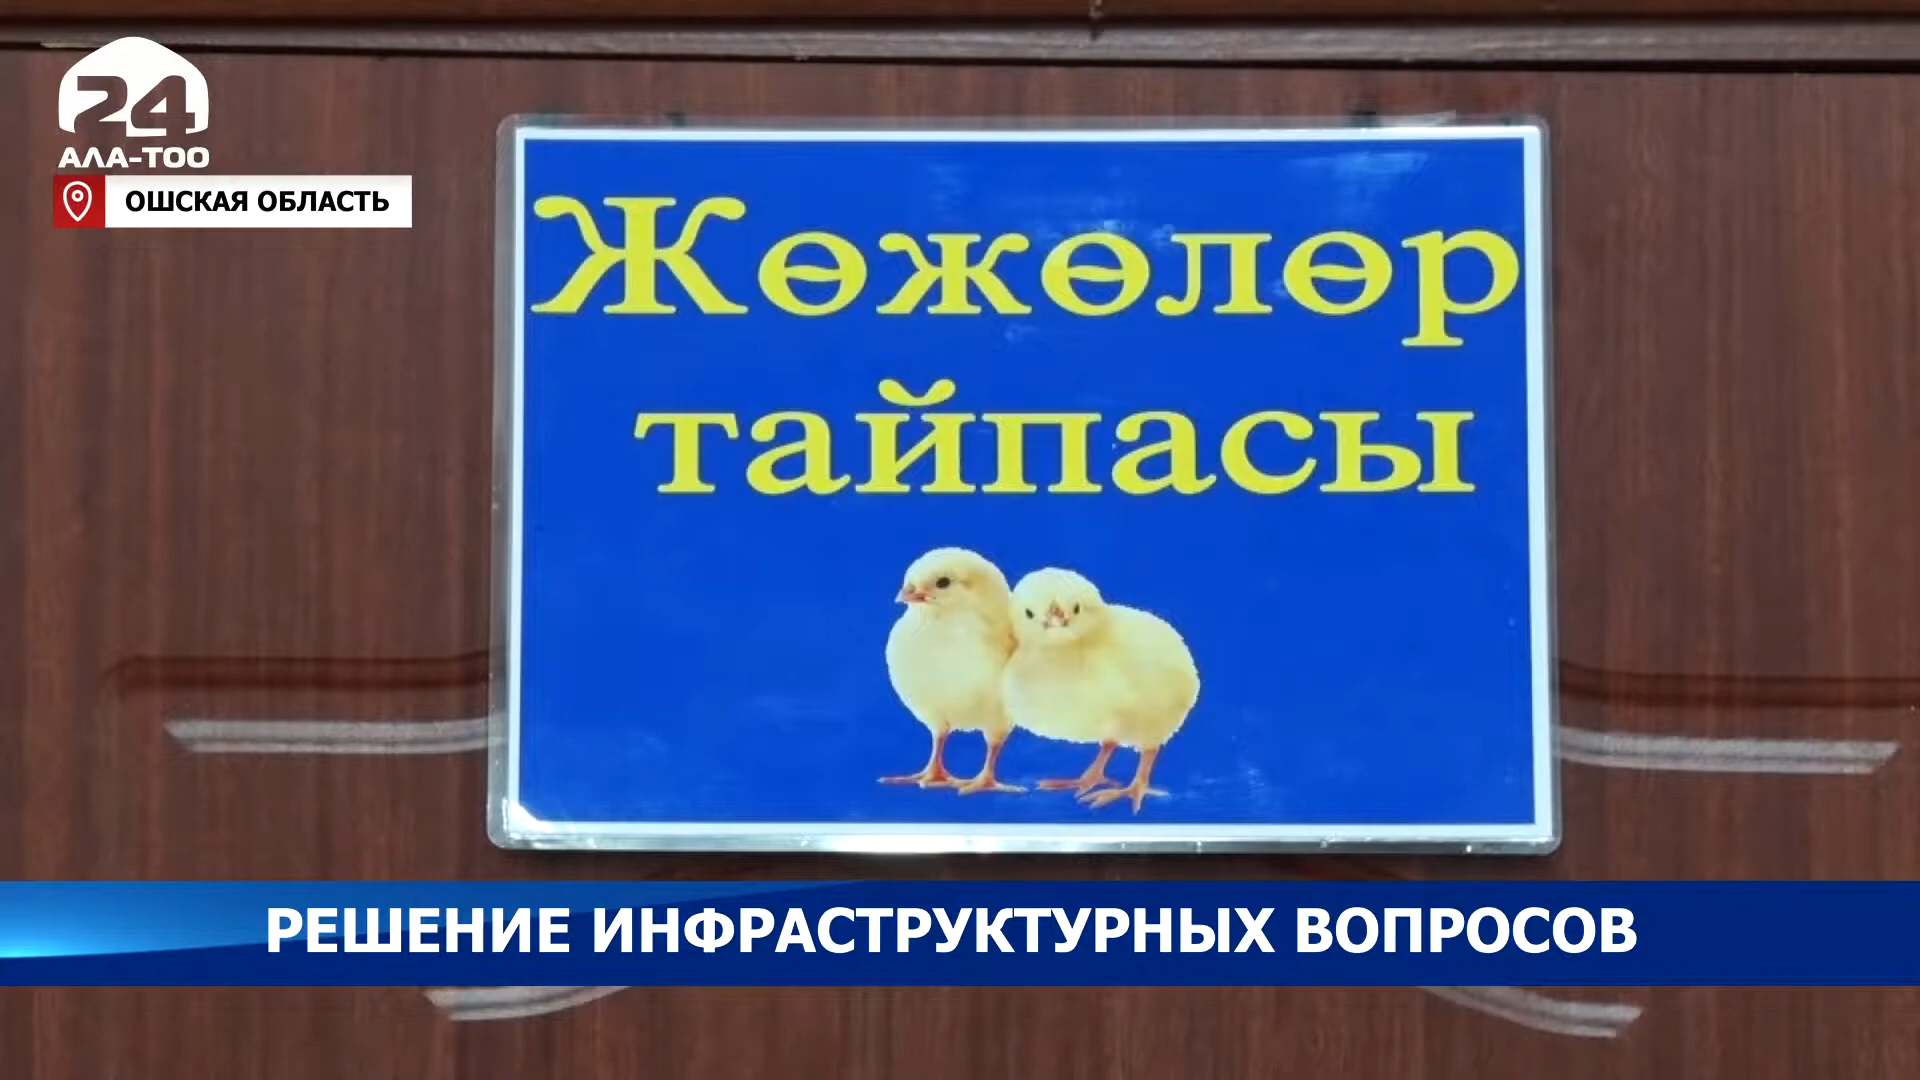 24
АЛА-ТОО
ОШСКАЯ ОБЛАСТЬ
Жөжөлөр
тайпасы
РЕШЕНИЕ ИНФРАСТРУКТУРНЫХ ВОПРОСОВ